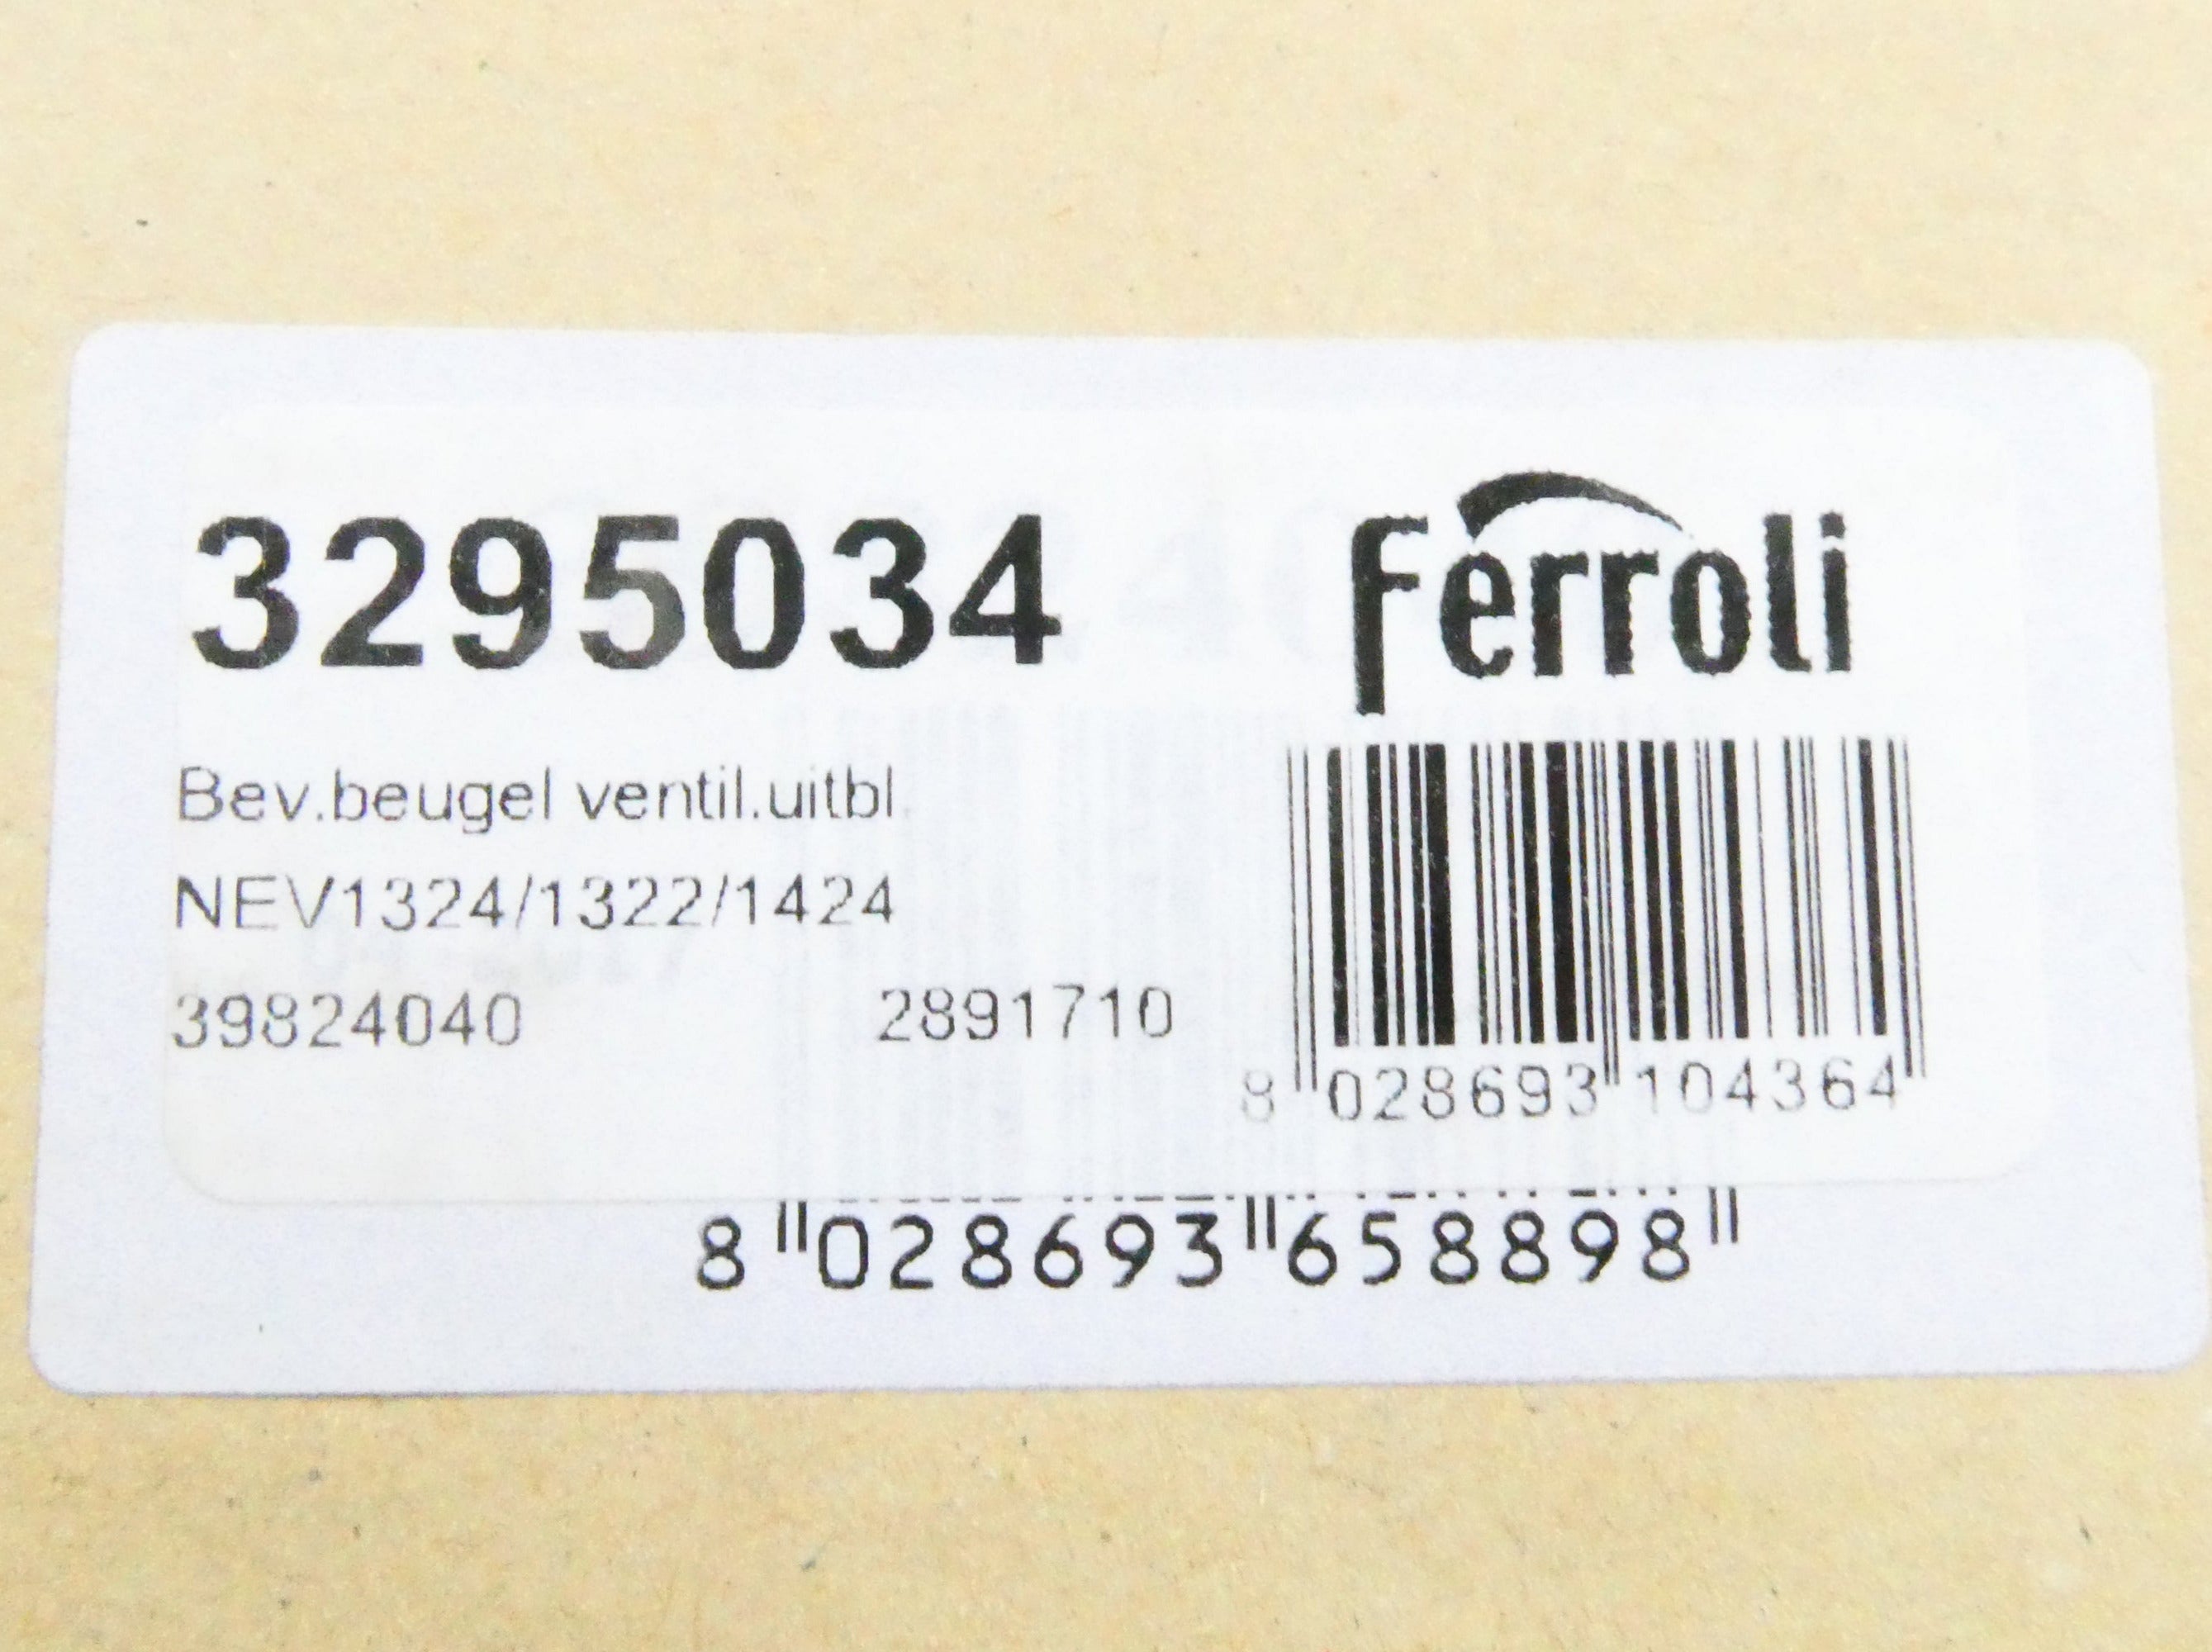 3295034
ferroli
Bev.beugel ventil.uitbl
NEV1324/1322/1424
39824040 2891710
8 028693 104364
8 028693 658898